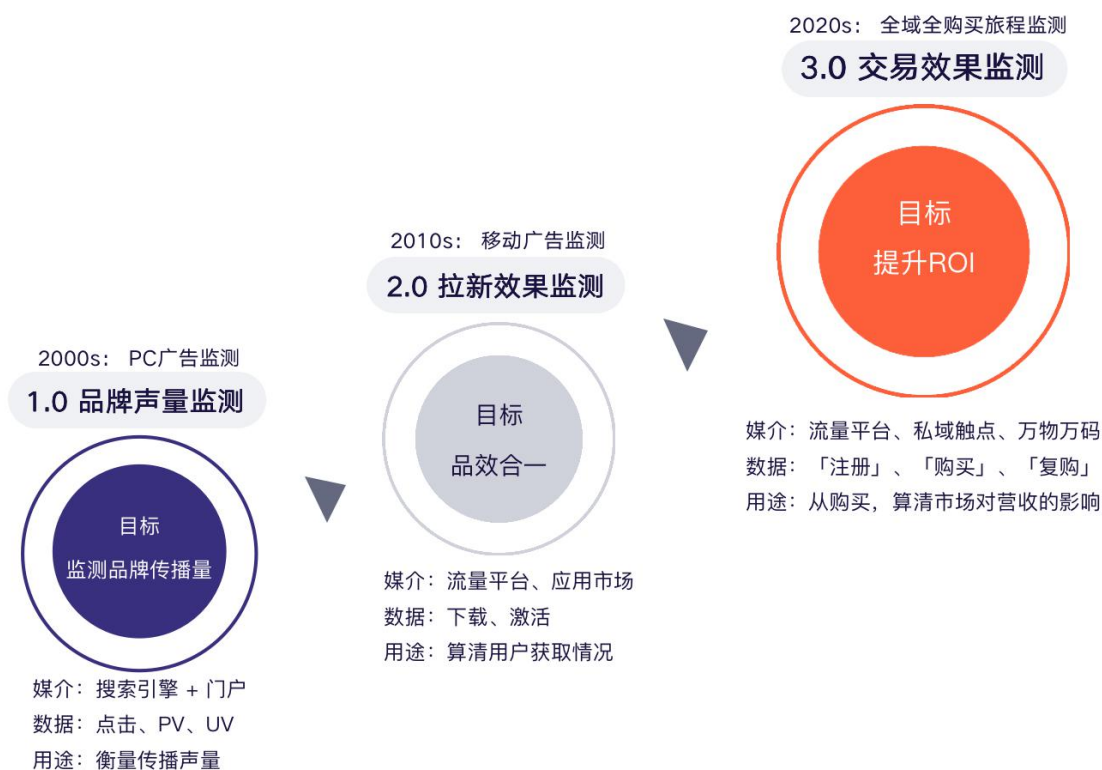 2000s: PC广告监测
1.0 品牌声量监测
目标
监测品牌传播量
媒介：搜索引擎 + 门户
数据：点击、PV、UV
用途：衡量传播声量
2010s: 移动广告监测
2.0 拉新效果监测
目标
品效合一
媒介：流量平台、应用市场
数据：下载、激活
用途：算清用户获取情况
2020s: 全域全购买旅程监测
3.0 交易效果监测
目标
提升ROI
媒介：流量平台、私域触点、万物万码
数据：「注册」、「购买」、「复购」
用途：从购买，算清市场对营收的影响